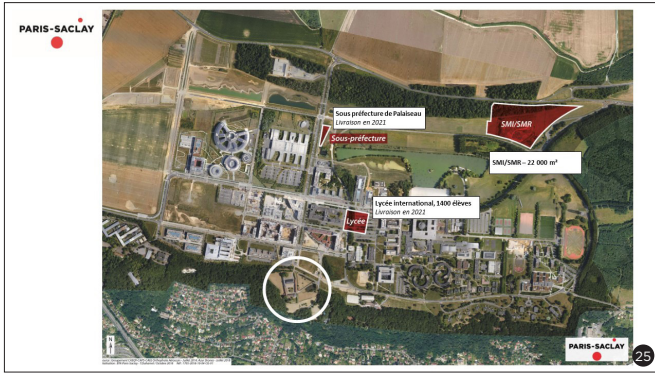 PARIS-SACLAY
Sous préfecture de Palaiseau
Livraison en 2021
Sous-préfecture
SMI/SMR
SMI/SMR – 22 000 m²
Lycée international, 1400 élèves
Livraison en 2021
Lycée
N
PARIS-SACLAY
25